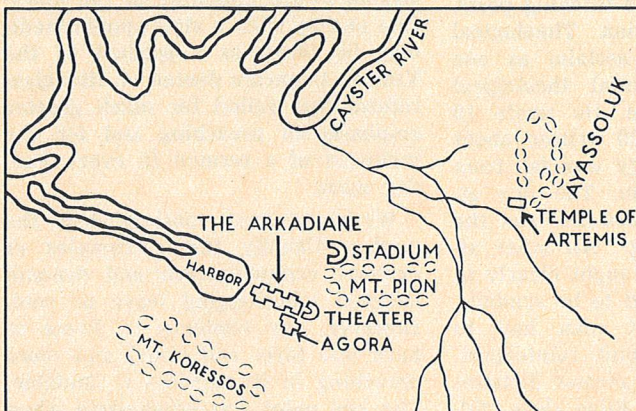 CAYSTER RIVER
AYASSOLUK
THE ARKADIANE
TEMPLE OF
ARTEMIS
STADIUM
HARBOR
MT. PION
THEATER
AGORA
MT. KORESSOS